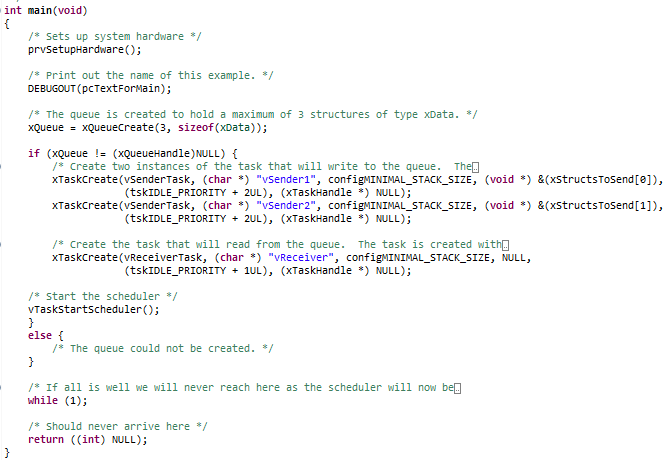 int main(void)
{
    /* Sets up system hardware */
    prvSetupHardware();

    /* Print out the name of this example. */
    DEBUGOUT(pcTextForMain);

    /* The queue is created to hold a maximum of 3 structures of type xData. */
    xQueue = xQueueCreate(3, sizeof(xData));

    if (xQueue != (xQueueHandle)NULL) {
        /* Create two instances of the task that will write to the queue.  The
        xTaskCreate(vSenderTask, (char *) "vSender1", configMINIMAL_STACK_SIZE, (void *) &(xStructsToSend[0]),
                    (tskIDLE_PRIORITY + 2UL), (xTaskHandle *) NULL);
        xTaskCreate(vSenderTask, (char *) "vSender2", configMINIMAL_STACK_SIZE, (void *) &(xStructsToSend[1]),
                    (tskIDLE_PRIORITY + 2UL), (xTaskHandle *) NULL);

        /* Create the task that will read from the queue.  The task is created with
        xTaskCreate(vReceiverTask, (char *) "vReceiver", configMINIMAL_STACK_SIZE, NULL,
                    (tskIDLE_PRIORITY + 1UL), (xTaskHandle *) NULL);

    /* Start the scheduler */
    vTaskStartScheduler();
    }
    else {
        /* The queue could not be created. */
    }

    /* If all is well we will never reach here as the scheduler will now be
    while (1);

    /* Should never arrive here */
    return ((int) NULL);
}